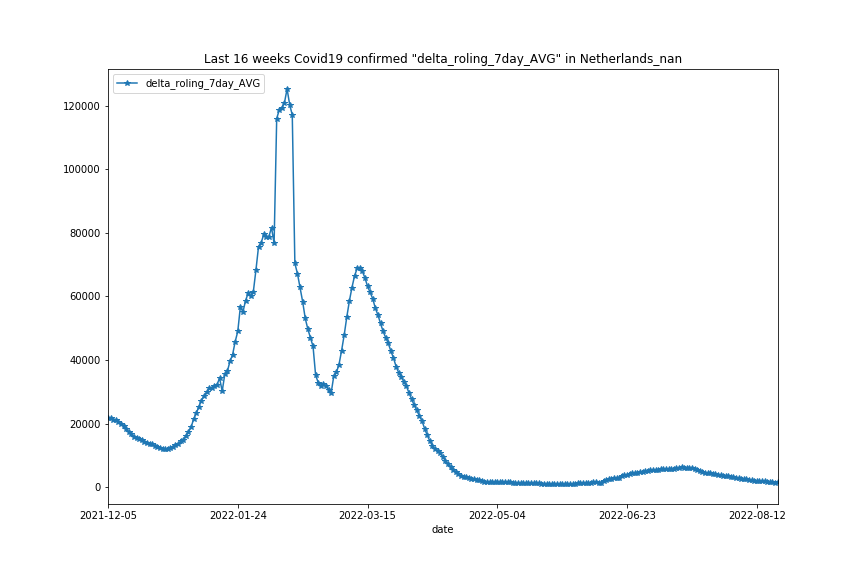 Last 16 weeks Covid19 confirmed "delta_roling_7day_AVG" in Netherlands_nan
delta_roling_7day_AVG
120000
100000
80000
60000
40000
20000
0
2021-12-05 2022-01-24 2022-03-15 2022-05-04 2022-06-23 2022-08-12
date